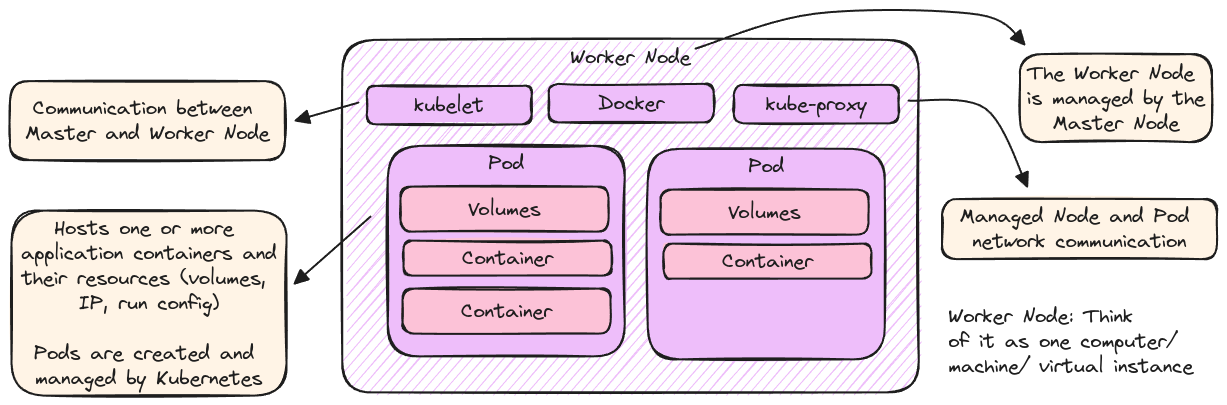 Worker Node
kubelet
Docker
kube-proxy
Pod
Volumes
Container
Container
Pod
Volumes
Container
Communication between
Master and Worker Node
Hosts one or more
application containers and
their resources (volumes,
IP, run config)
Pods are created and
managed by Kubernetes
The Worker Node
is managed by the
Master Node
Managed Node and Pod
network communication
Worker Node: Think
of it as one computer/
machine/ virtual instance